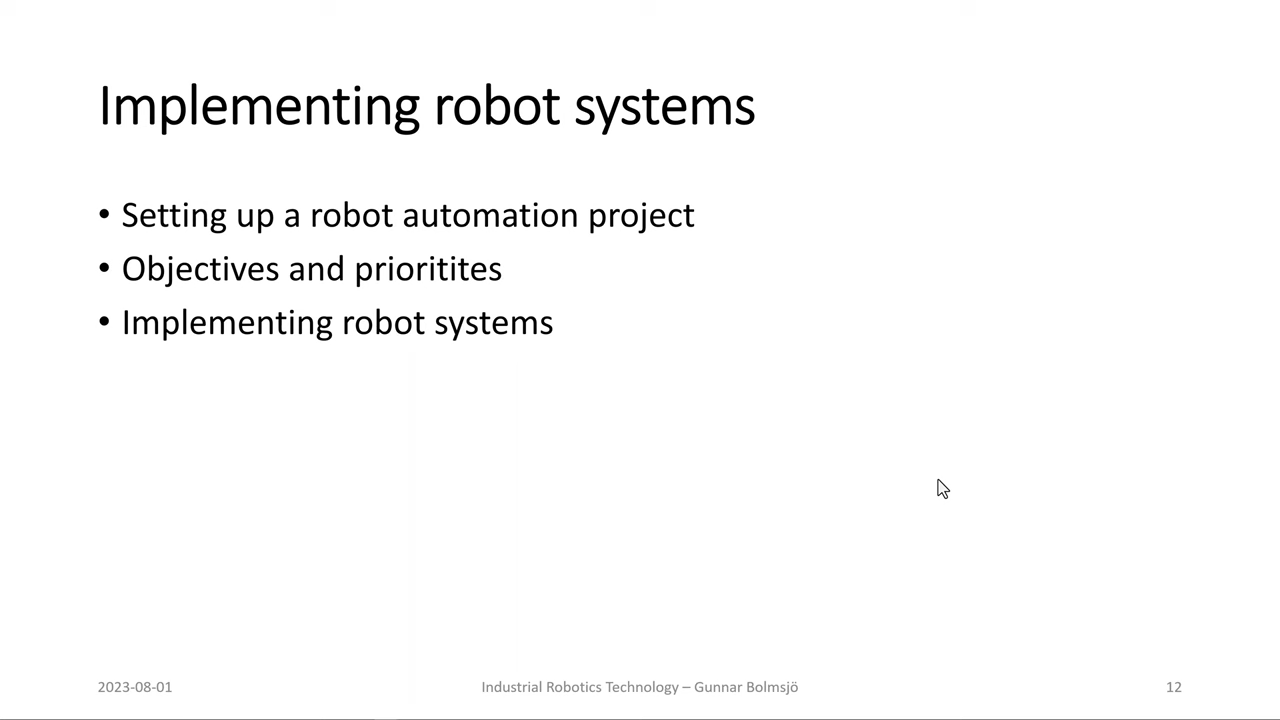 Implementing robot systems
• Setting up a robot automation project
• Objectives and prioritites
• Implementing robot systems
2023-08-01
Industrial Robotics Technology – Gunnar Bolmsjö
12